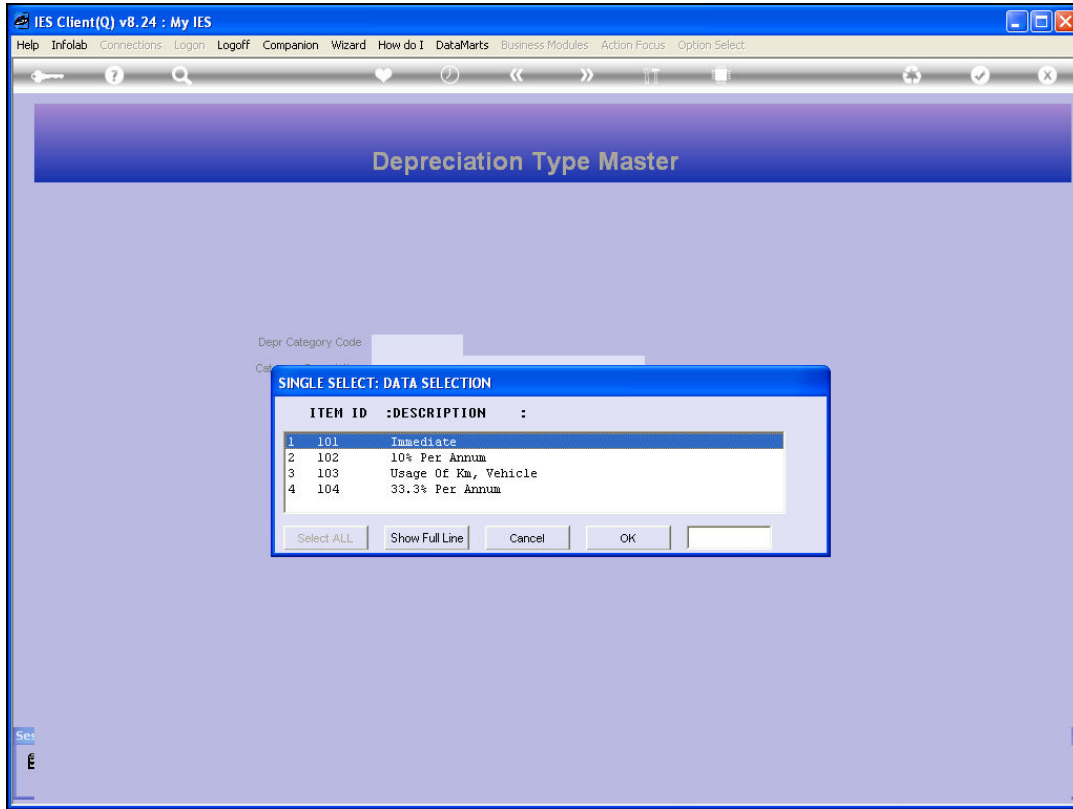 IES Client(Q) v8.24 : My IES
Help Infolab Connections Logon Logoff Companion Wizard How do I DataMarts Business Modules Action Focus Option Select
Depreciation Type Master
Depr Category Code
SINGLE SELECT: DATA SELECTION
ITEM ID :DESCRIPTION :
1 101 Immediate
2 102 10% Per Annum
3 103 Usage Of Km, Vehicle
4 104 33.3% Per Annum
Select ALL Show Full Line Cancel OK